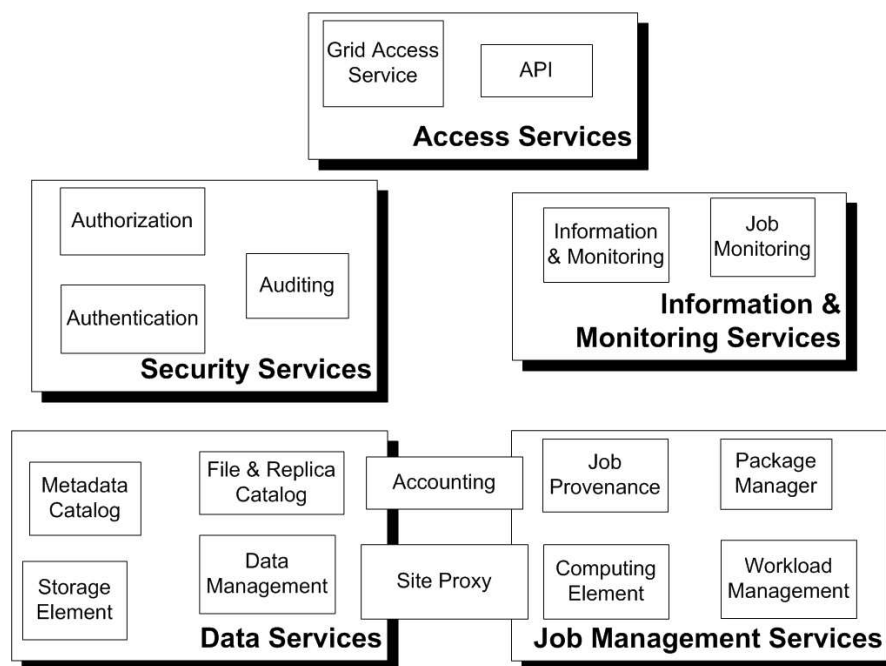 Grid Access
Service
API
Access Services
Authorization
Authentication
Auditing
Security Services
Information
& Monitoring
Job
Monitoring
Information &
Monitoring Services
Metadata
Catalog
File & Replica
Catalog
Storage
Element
Data
Management
Data Services
Accounting
Site Proxy
Job
Provenance
Package
Manager
Computing
Element
Workload
Management
Job Management Services